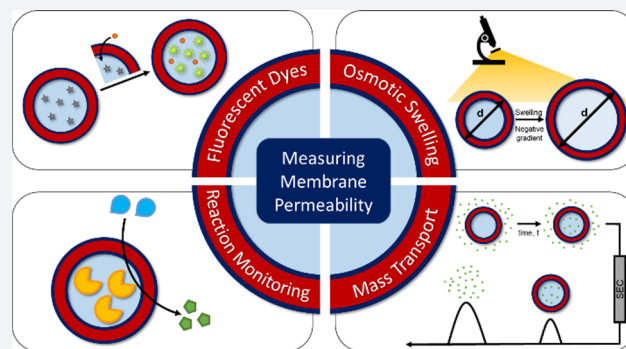 Fluorescent Dyes
Osmotic Swelling
Measuring
Membrane
Permeability
Reaction Monitoring
Mass Transport
d
Swelling
Negative
gradient
d
time, t
SEC